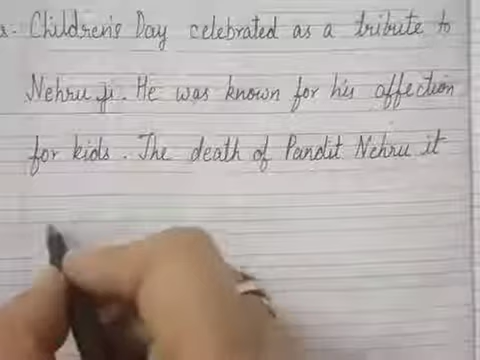 2. Children's Day celebrated as a tribute to
Nehru ji. He was known for his affection
for kids. The death of Pandit Nehru it